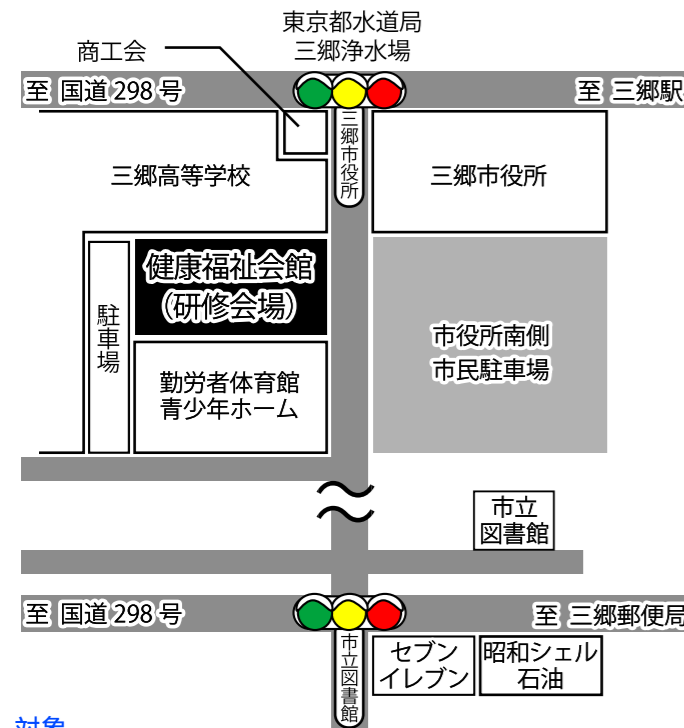 東京都水道局
三郷浄水場
商工会
至 国道298号
至 三郷駅
三郷市役所
三郷高等学校
三郷市役所
健康福祉会館
（研修会場）
駐車場
市役所南側
市民駐車場
勤労者体育館
青少年ホーム
市立
図書館
至 国道298号
至 三郷郵便局
市立図書館
セブン
イレブン
昭和シェル
石油
対象